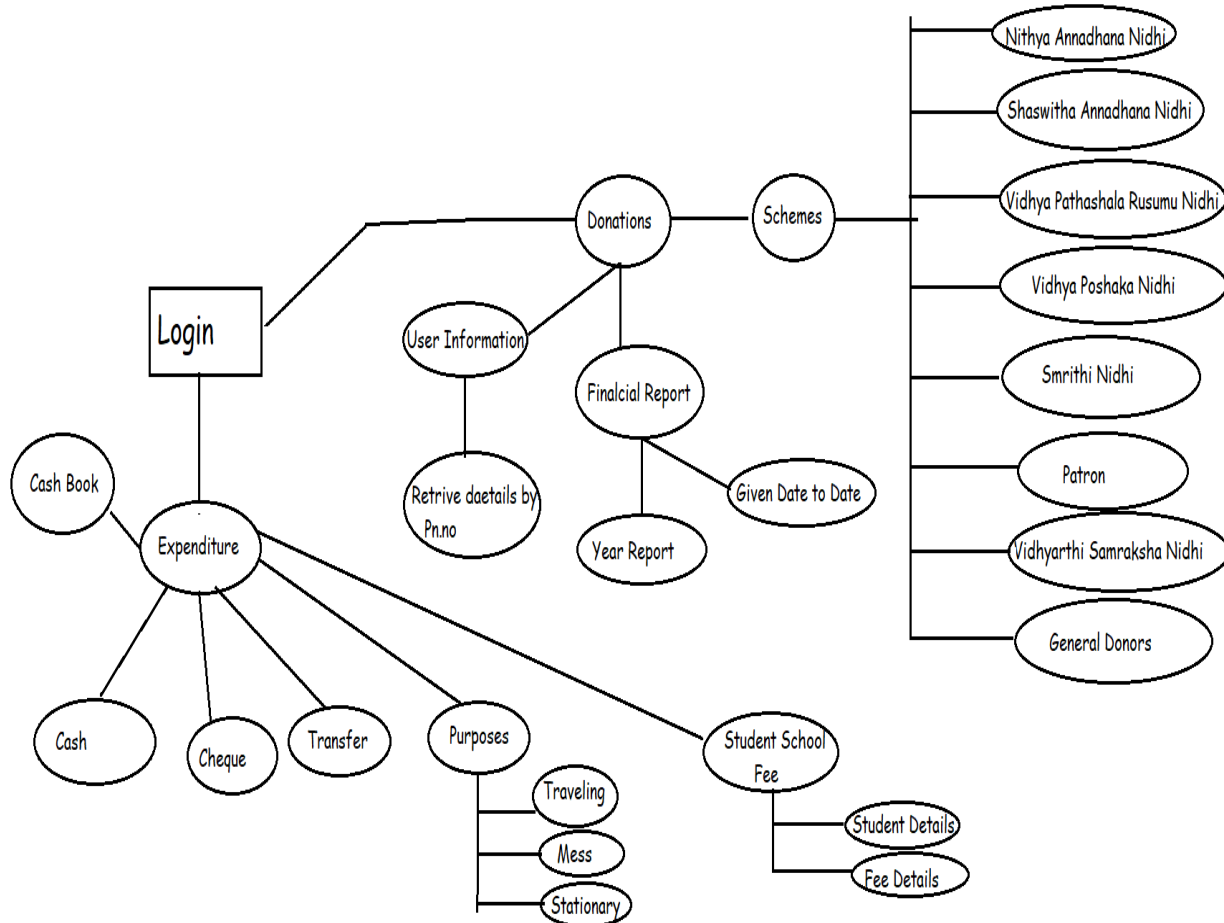 Nithya Annadhana Nidhi
Shaswitha Annadhana Nidhi
Vidhya Pathashala Rusumu Nidhi
Donations
Schemes
Vidhya Poshaka Nidhi
Login
User Information
Smrithi Nidhi
Finalcial Report
Patron
Cash Book
Retrive daetails by
Pn.no
Given Date to Date
Expenditure
Year Report
Vidhyarthi Samraksha Nidhi
General Donors
Cash
Cheque
Transfer
Purposes
Student School
Fee
Traveling
Student Details
Mess
Fee Details
Stationary